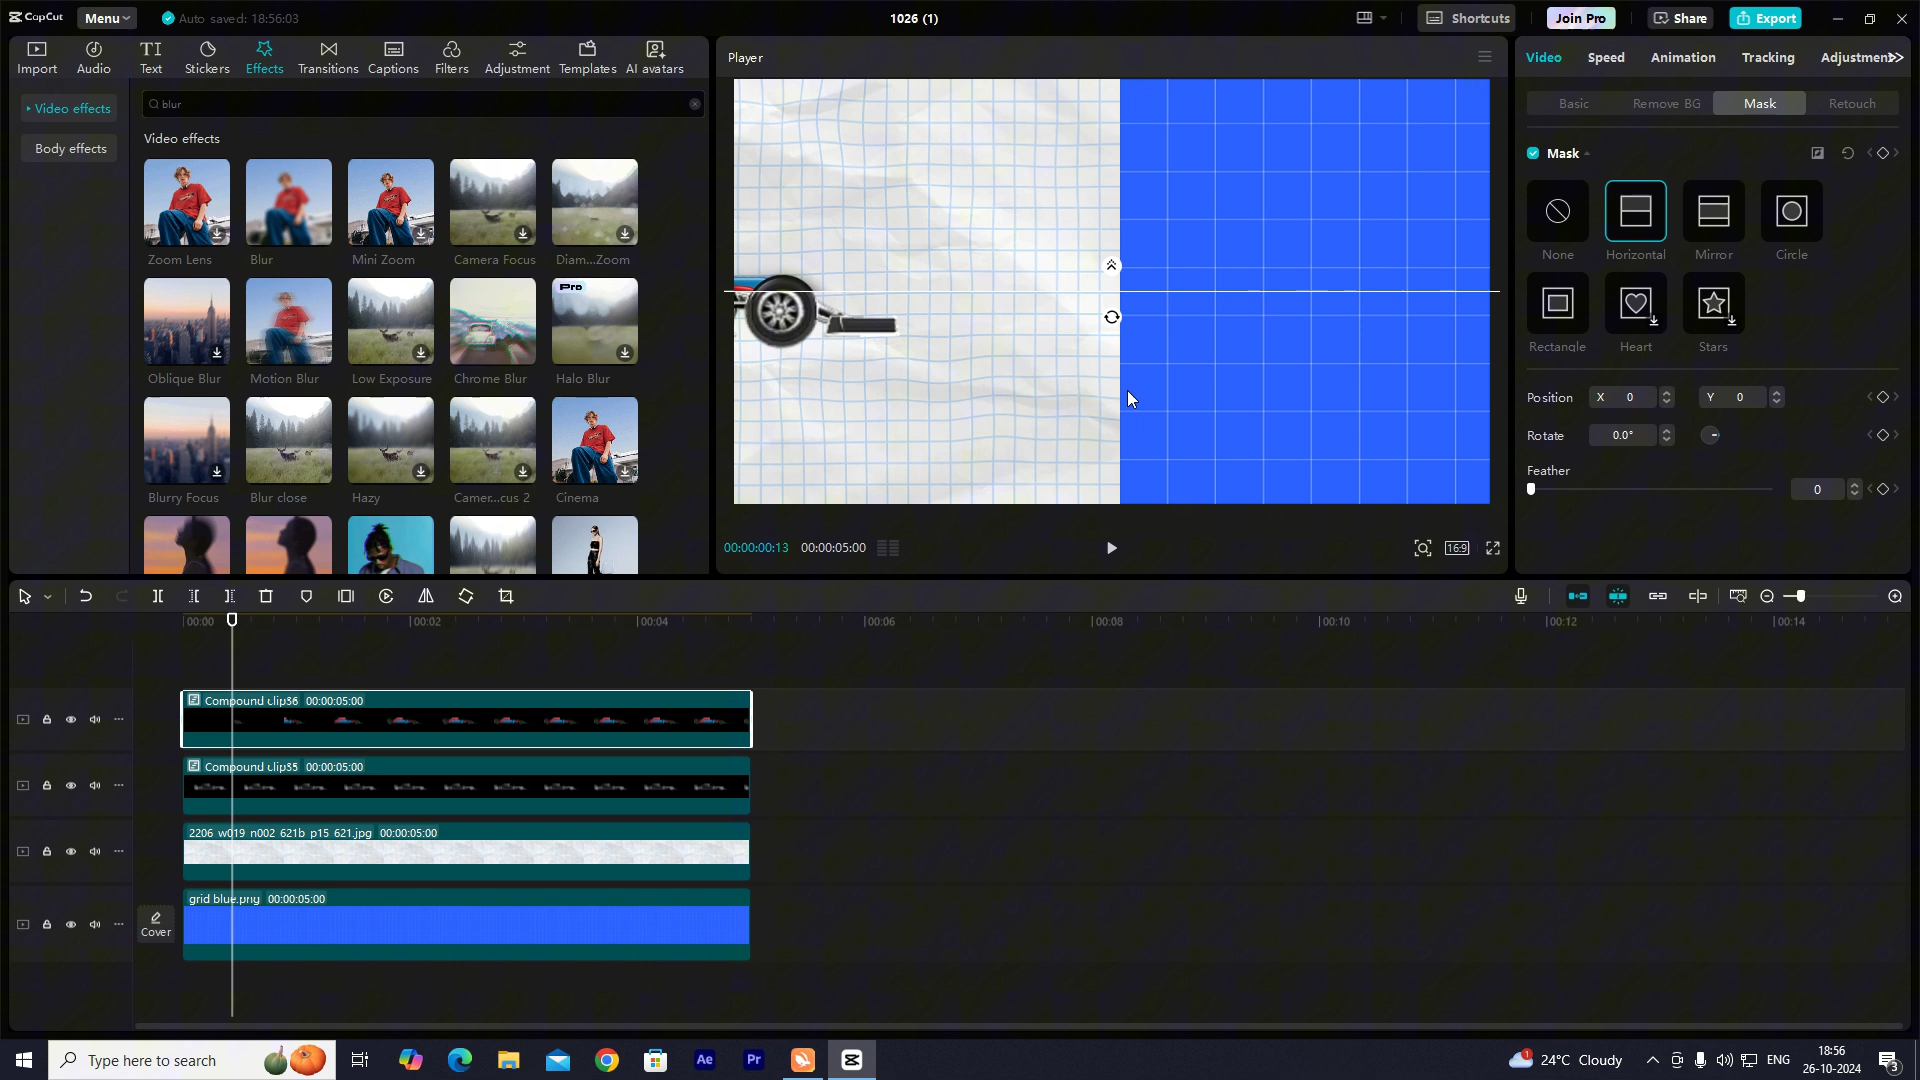 CapCut
Menu
Auto saved: 18:56:03
1026 (1)
Shortcuts
Join Pro
Share
Export
Import
Audio
TI
Text
Stickers
Effects
Transitions
Captions
Filters
Adjustment
Templates
AI avatars
Player
Video
Speed
Animation
Tracking
Adjustment
Video effects
Body effects
blur
Video effects
Zoom Lens
Blur
Mini Zoom
Camera Focus
Diam...Zoom
Oblique Blur
Motion Blur
Low Exposure
Chrome Blur
Pro
Halo Blur
Blurry Focus
Blur close
Hazy
Camer...cus 2
Cinema
00:00:00:13
00:00:05:00
16:9
Basic
Remove BG
Mask
Retouch
Mask
None
Horizontal
Mirror
Circle
Rectangle
Heart
Stars
Position X 0 Y 0
Rotate 0.0°
Feather
0
00:00
00:02
00:04
00:06
00:08
00:10
00:12
00:14
Compound clip36 00:00:05:00
Compound clip35 00:00:05:00
2206_w019_n002_621b_p15_621.jpg 00:00:05:00
grid blue.png 00:00:05:00
Cover
Type here to search
Ae
Pr
1
24°C Cloudy
ENG
18:56
26-10-2024
3